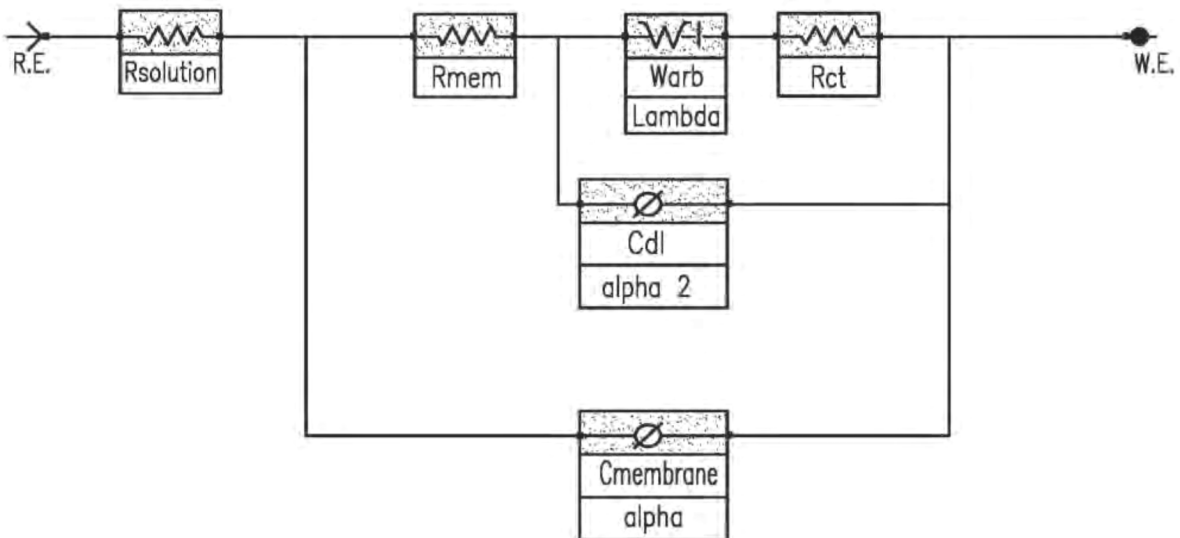 R.E.
Rsolution
Rmem
Warb
Lambda
Rct
W.E.
Cdl
alpha 2
Cmembrane
alpha